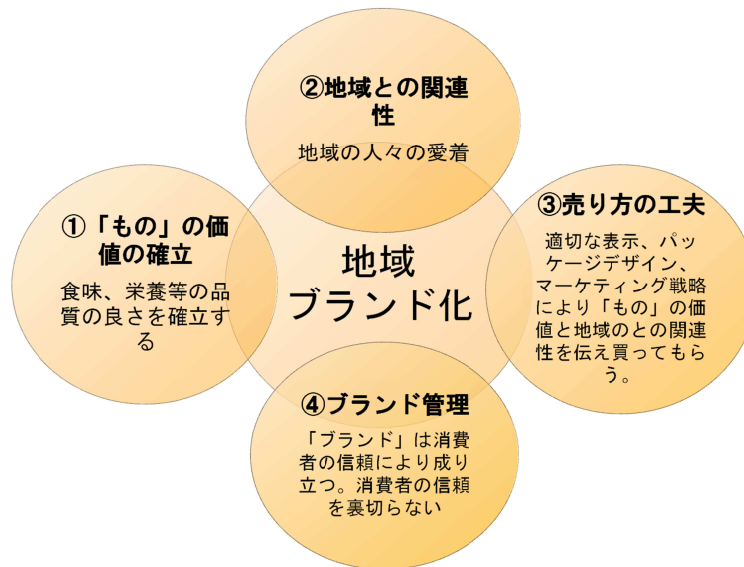 ②地域との関連
性
地域の人々の愛着
①「もの」の価
値の確立
食味、栄養等の品
質の良さを確立す
る
地域
ブランド化
③売り方の工夫
適切な表示、パッ
ケージデザイン、
マーケティング戦略
により「もの」の価
値と地域のとの関連
性を伝え買ってもら
う。
④ブランド管理
「ブランド」は消費
者の信頼により成り
立つ。消費者の信頼
を裏切らない